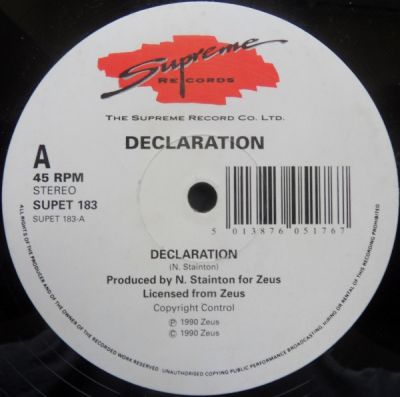 Supreme
RECORDS
THE SUPREME RECORD CO. LTD.
DECLARATION
A
45 RPM
STEREO
SUPET 183
SUPET 183-A
5 013876 051767
DECLARATION
(N. Stainton)
Produced by N. Stainton for Zeus
Licensed from Zeus
Copyright Control
℗ 1990 Zeus
© 1990 Zeus
ALL RIGHTS OF THE PRODUCER AND OF THE OWNER OF THE RECORDED WORK RESERVED. UNAUTHORISED COPYING PUBLIC PERFORMANCE BROADCASTING, HIRING OR RENTAL OF THIS RECORDING PROHIBITED